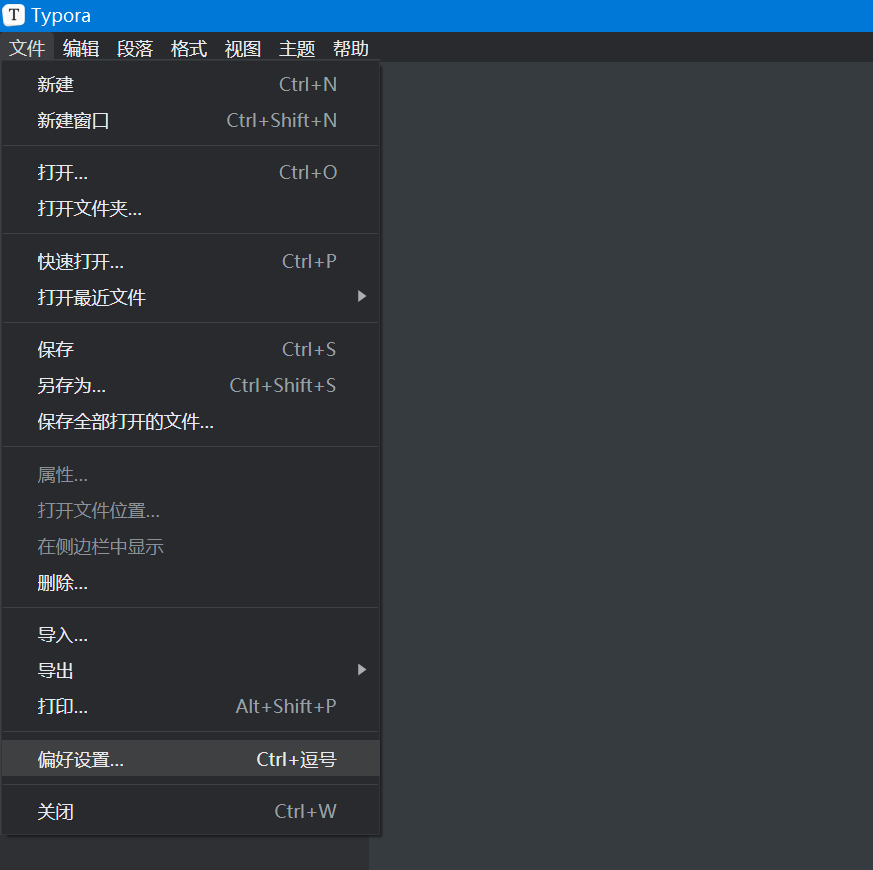 T Typora
文件 编辑 段落 格式 视图 主题 帮助
新建 Ctrl+N
新建窗口 Ctrl+Shift+N
打开... Ctrl+O
打开文件夹...
快速打开... Ctrl+P
打开最近文件
保存 Ctrl+S
另存为... Ctrl+Shift+S
保存全部打开的文件...
属性...
打开文件位置...
在侧边栏中显示
删除...
导入...
导出
打印... Alt+Shift+P
偏好设置... Ctrl+逗号
关闭 Ctrl+W